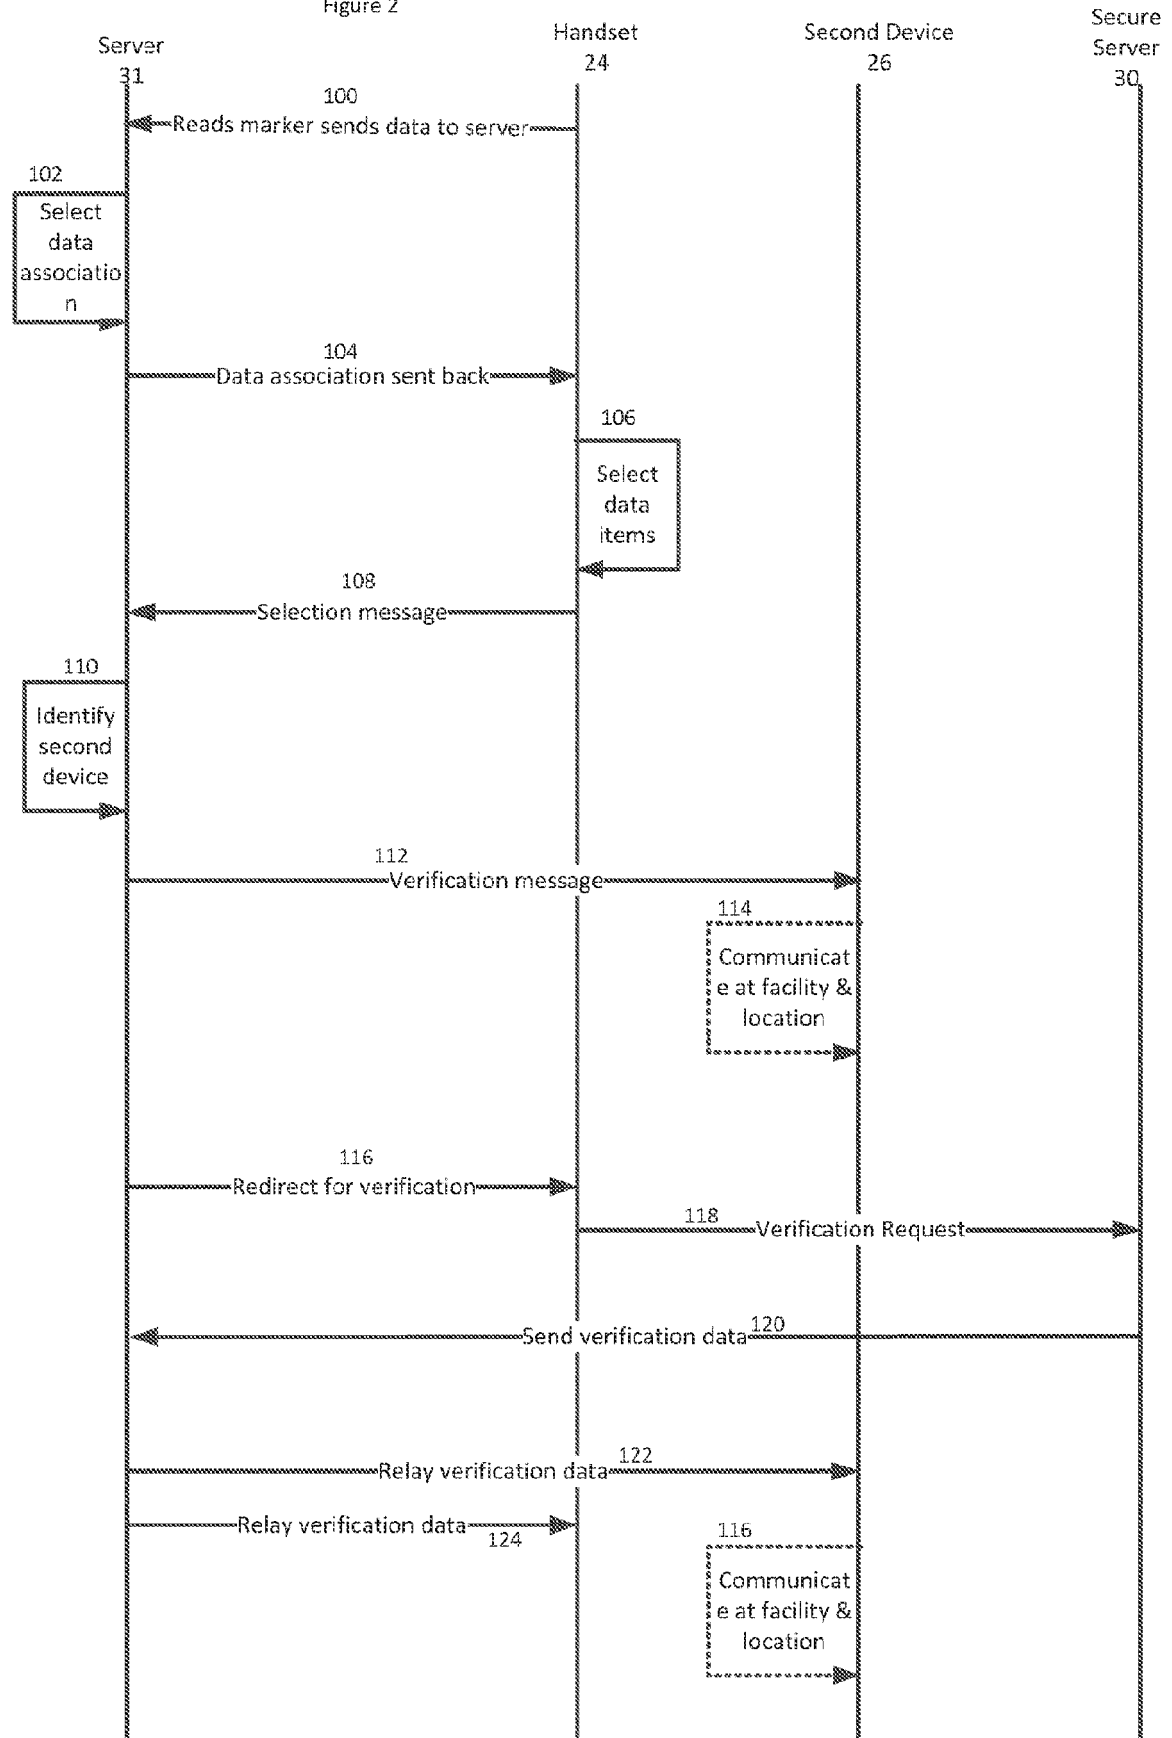 Figure 2
Server
31
Handset
24
Second Device
26
Secure
Server
30
100
Reads marker sends data to server
102
Select
data
associatio
n
104
Data association sent back
106
Select
data
items
108
Selection message
110
Identify
second
device
112
Verification message
114
Communicat
e at facility &
location
116
Redirect for verification
118
Verification Request
120
Send verification data
122
Relay verification data
Relay verification data
124
116
Communicat
e at facility &
location